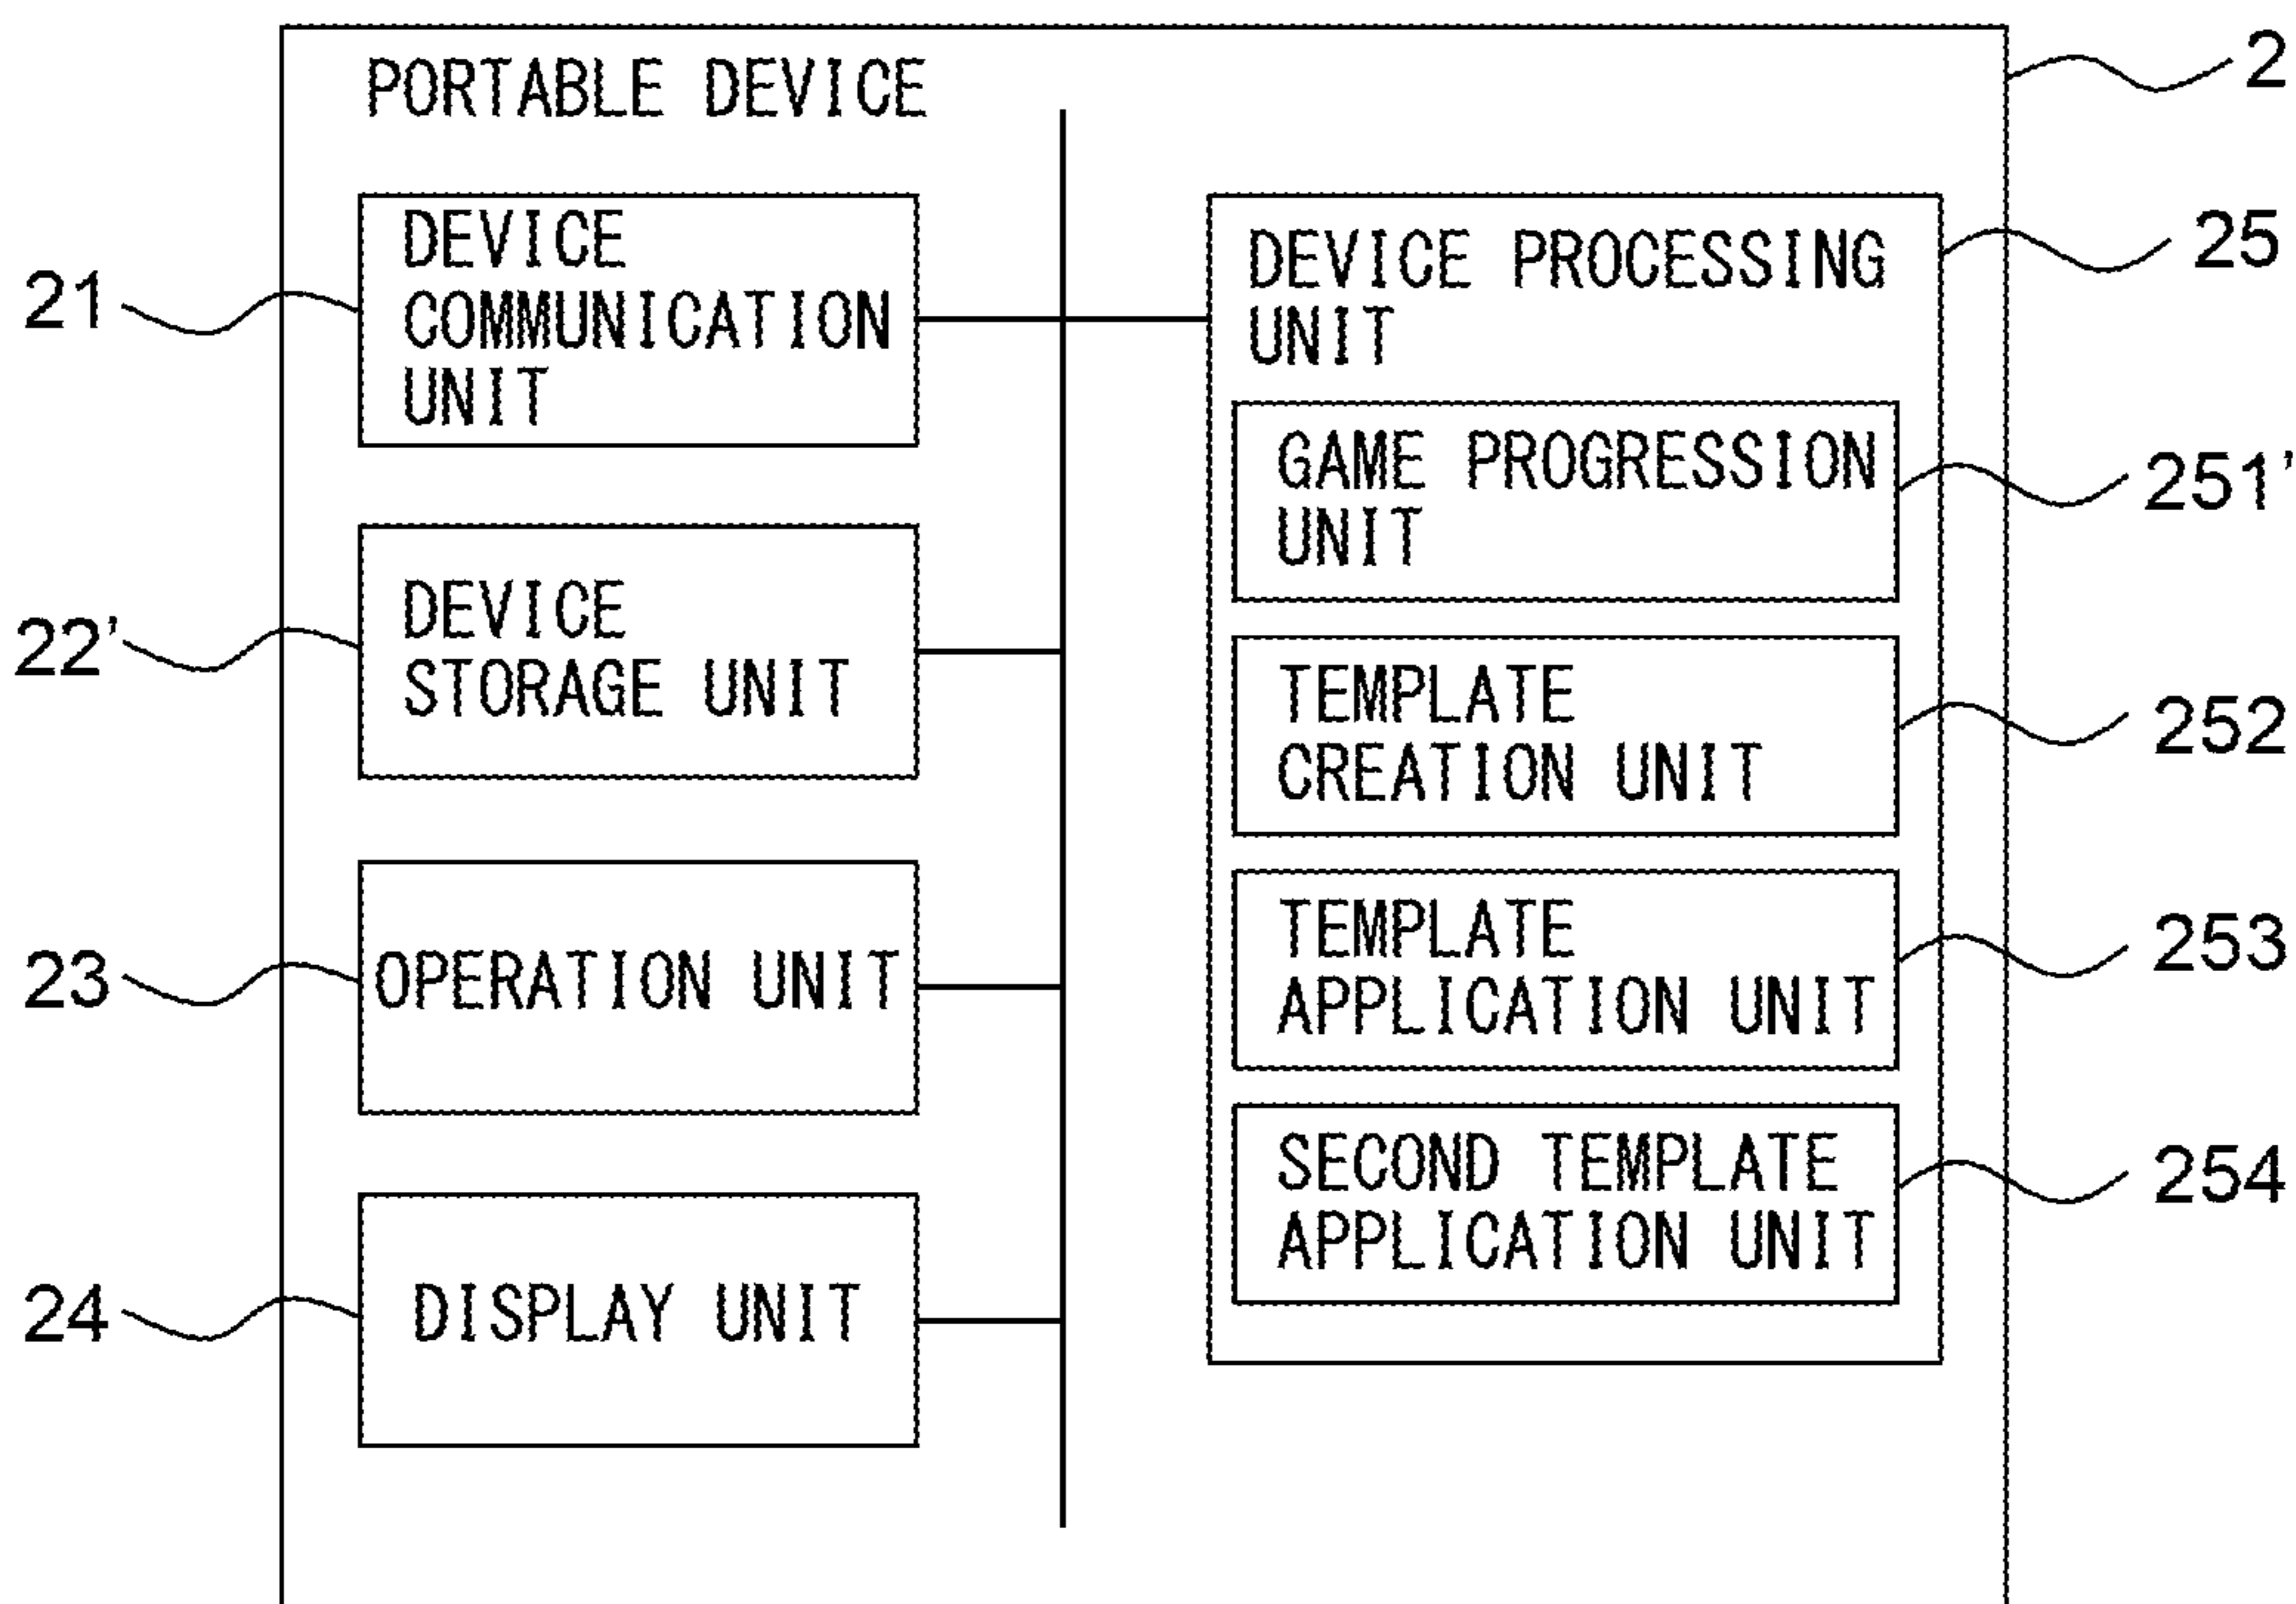 PORTABLE DEVICE
2
DEVICE
COMMUNICATION
UNIT
21
DEVICE
STORAGE UNIT
22'
OPERATION UNIT
23
DISPLAY UNIT
24
DEVICE PROCESSING
UNIT
25
GAME PROGRESSION
UNIT
251'
TEMPLATE
CREATION UNIT
252
TEMPLATE
APPLICATION UNIT
253
SECOND TEMPLATE
APPLICATION UNIT
254